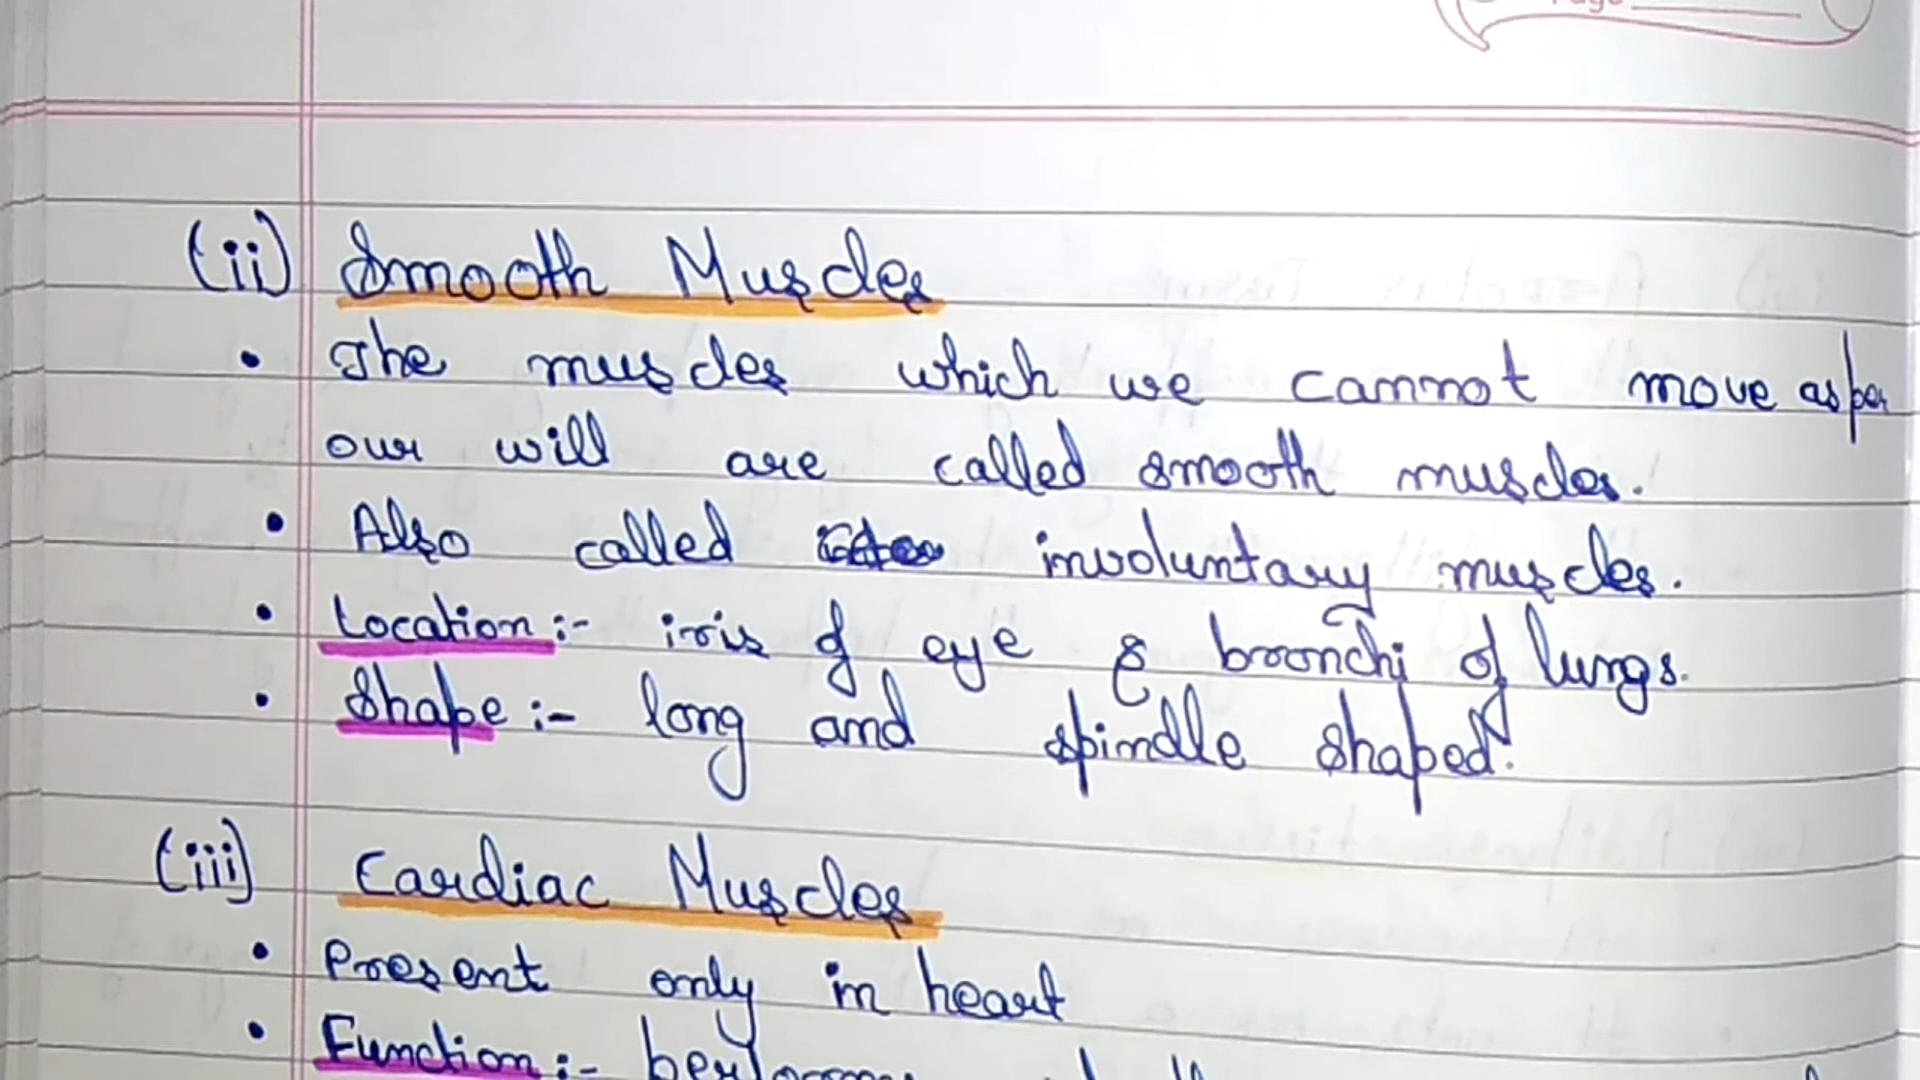 Page
(ii) Smooth Muscles
• The muscles which we cannot move as per
our will are called smooth muscles.
• Also called involuntary muscles.
• Location :- iris of eye & bronchi of lungs.
• Shape :- long and spindle shaped.
(iii) Cardiac Muscles
• Present only in heart
• Function :-